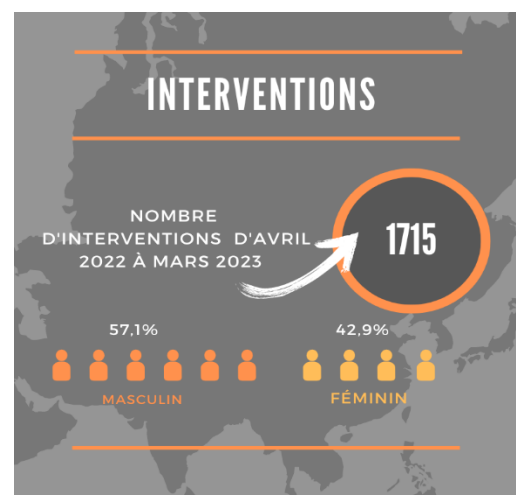 INTERVENTIONS
NOMBRE
D'INTERVENTIONS D'AVRIL
2022 À MARS 2023
1715
57,1%
42,9%
MASCULIN
FÉMININ